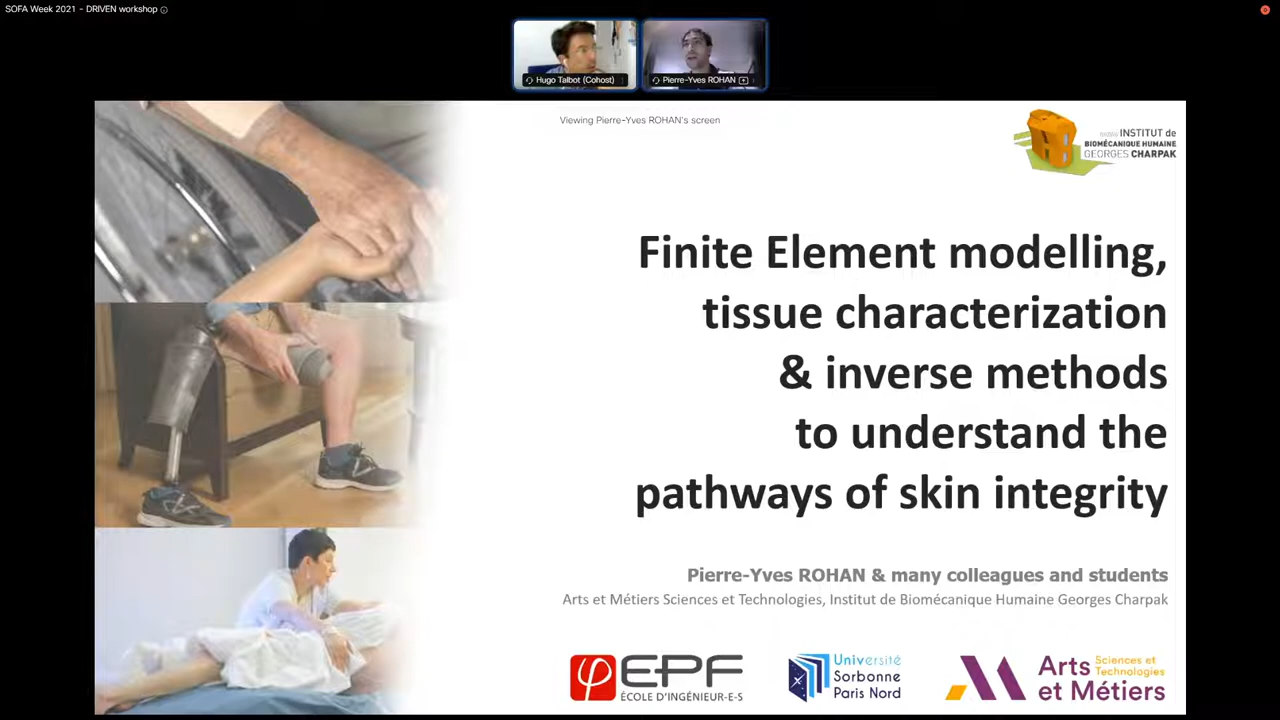 SOFA Week 2021 - DRIVEN workshop
Hugo Talbot (Cohost)
Pierre-Yves ROHAN
Viewing Pierre-Yves ROHAN's screen
INSTITUT de
BIOMÉCANIQUE HUMAINE
GEORGES CHARPAK
Finite Element modelling,
tissue characterization
& inverse methods
to understand the
pathways of skin integrity
Pierre-Yves ROHAN & many colleagues and students
Arts et Métiers Sciences et Technologies, Institut de Biomécanique Humaine Georges Charpak
EPF
ÉCOLE D'INGÉNIEUR-E-S
Université
Sorbonne
Paris Nord
Arts
et Métiers
Sciences et
Technologies